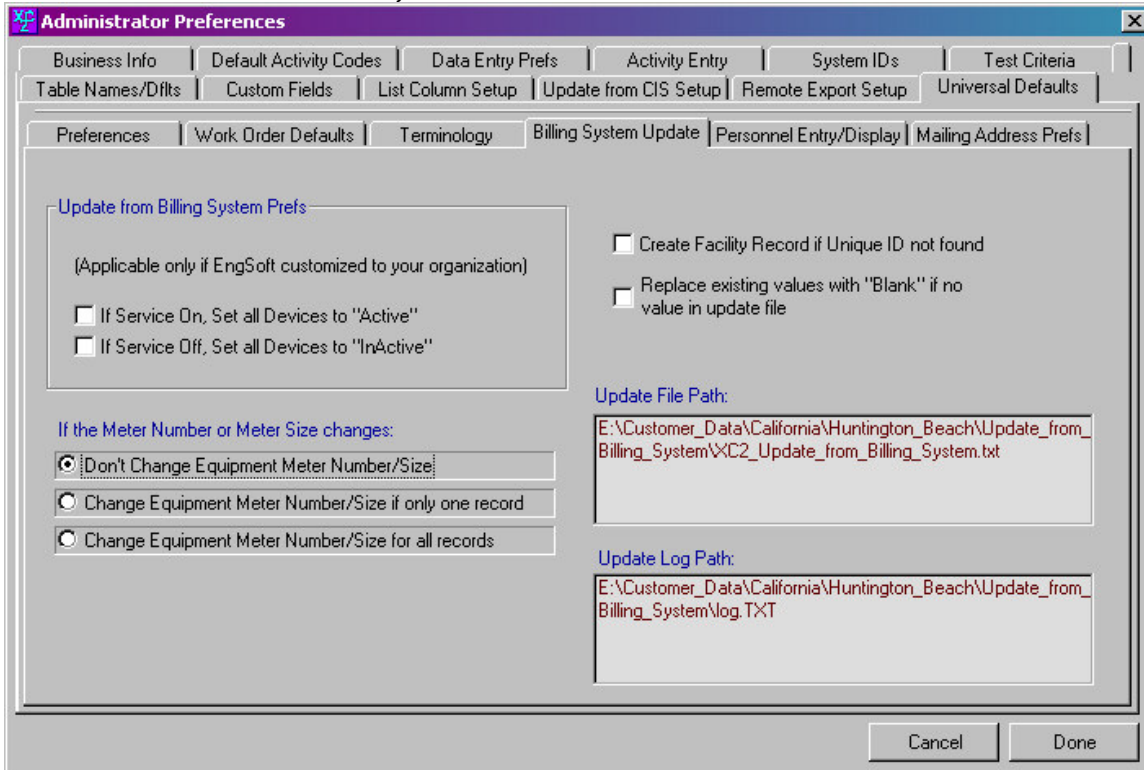 XC2 Administrator Preferences
Business Info Default Activity Codes Data Entry Prefs Activity Entry System IDs Test Criteria
Table Names/Dflts Custom Fields List Column Setup Update from CIS Setup Remote Export Setup Universal Defaults
Preferences Work Order Defaults Terminology Billing System Update Personnel Entry/Display Mailing Address Prefs
Update from Billing System Prefs
(Applicable only if EngSoft customized to your organization)
If Service On, Set all Devices to "Active"
If Service Off, Set all Devices to "InActive"
Create Facility Record if Unique ID not found
Replace existing values with "Blank" if no
value in update file
If the Meter Number or Meter Size changes:
Don't Change Equipment Meter Number/Size
Change Equipment Meter Number/Size if only one record
Change Equipment Meter Number/Size for all records
Update File Path:
E:\Customer_Data\California\Huntington_Beach\Update_from_
Billing_System\XC2_Update_from_Billing_System.txt
Update Log Path:
E:\Customer_Data\California\Huntington_Beach\Update_from_
Billing_System\log.TXT
Cancel Done